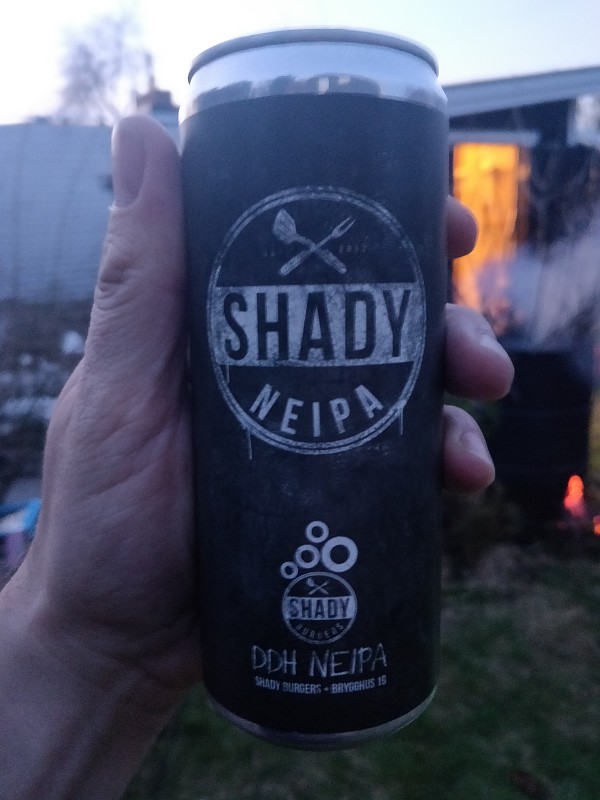 SHADY
NEIPA
SHADY
BURGERS
DDH NEIPA
SHADY BURGERS + BRYGGHUS 19